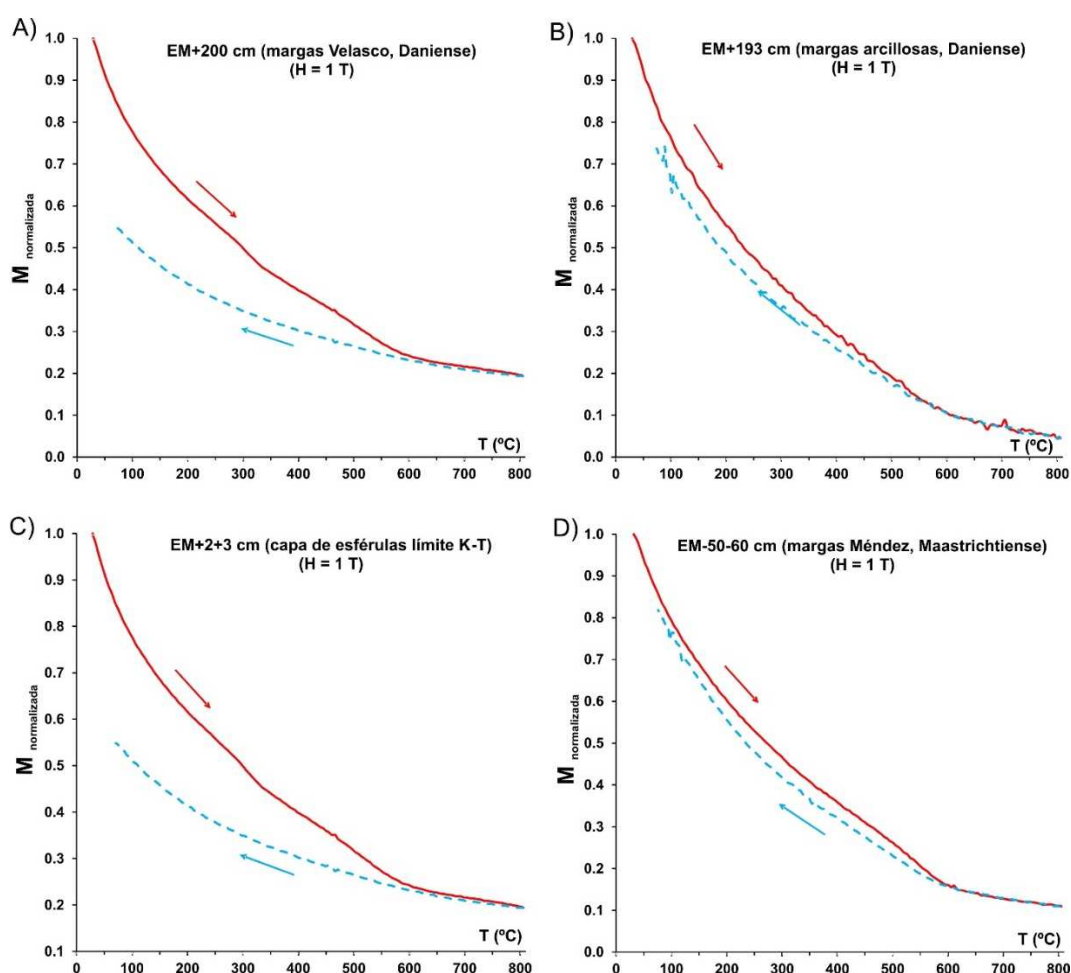 A)
EM+200 cm (margas Velasco, Daniense)
(H = 1 T)
1.0
0.9
0.8
0.7
0.6
0.5
0.4
0.3
0.2
0.1
0.0
M normalizada
T (ºC)
0 100 200 300 400 500 600 700 800
B)
EM+193 cm (margas arcillosas, Daniense)
(H = 1 T)
1.0
0.9
0.8
0.7
0.6
0.5
0.4
0.3
0.2
0.1
0.0
M normalizada
T (ºC)
0 100 200 300 400 500 600 700 800
C)
EM+2+3 cm (capa de esférulas límite K-T)
(H = 1 T)
1.0
0.9
0.8
0.7
0.6
0.5
0.4
0.3
0.2
0.1
M normalizada
T (ºC)
0 100 200 300 400 500 600 700 800
D)
EM-50-60 cm (margas Méndez, Maastrichtiense)
(H = 1 T)
1.0
0.9
0.8
0.7
0.6
0.5
0.4
0.3
0.2
0.1
0.0
M normalizada
T (ºC)
0 100 200 300 400 500 600 700 800